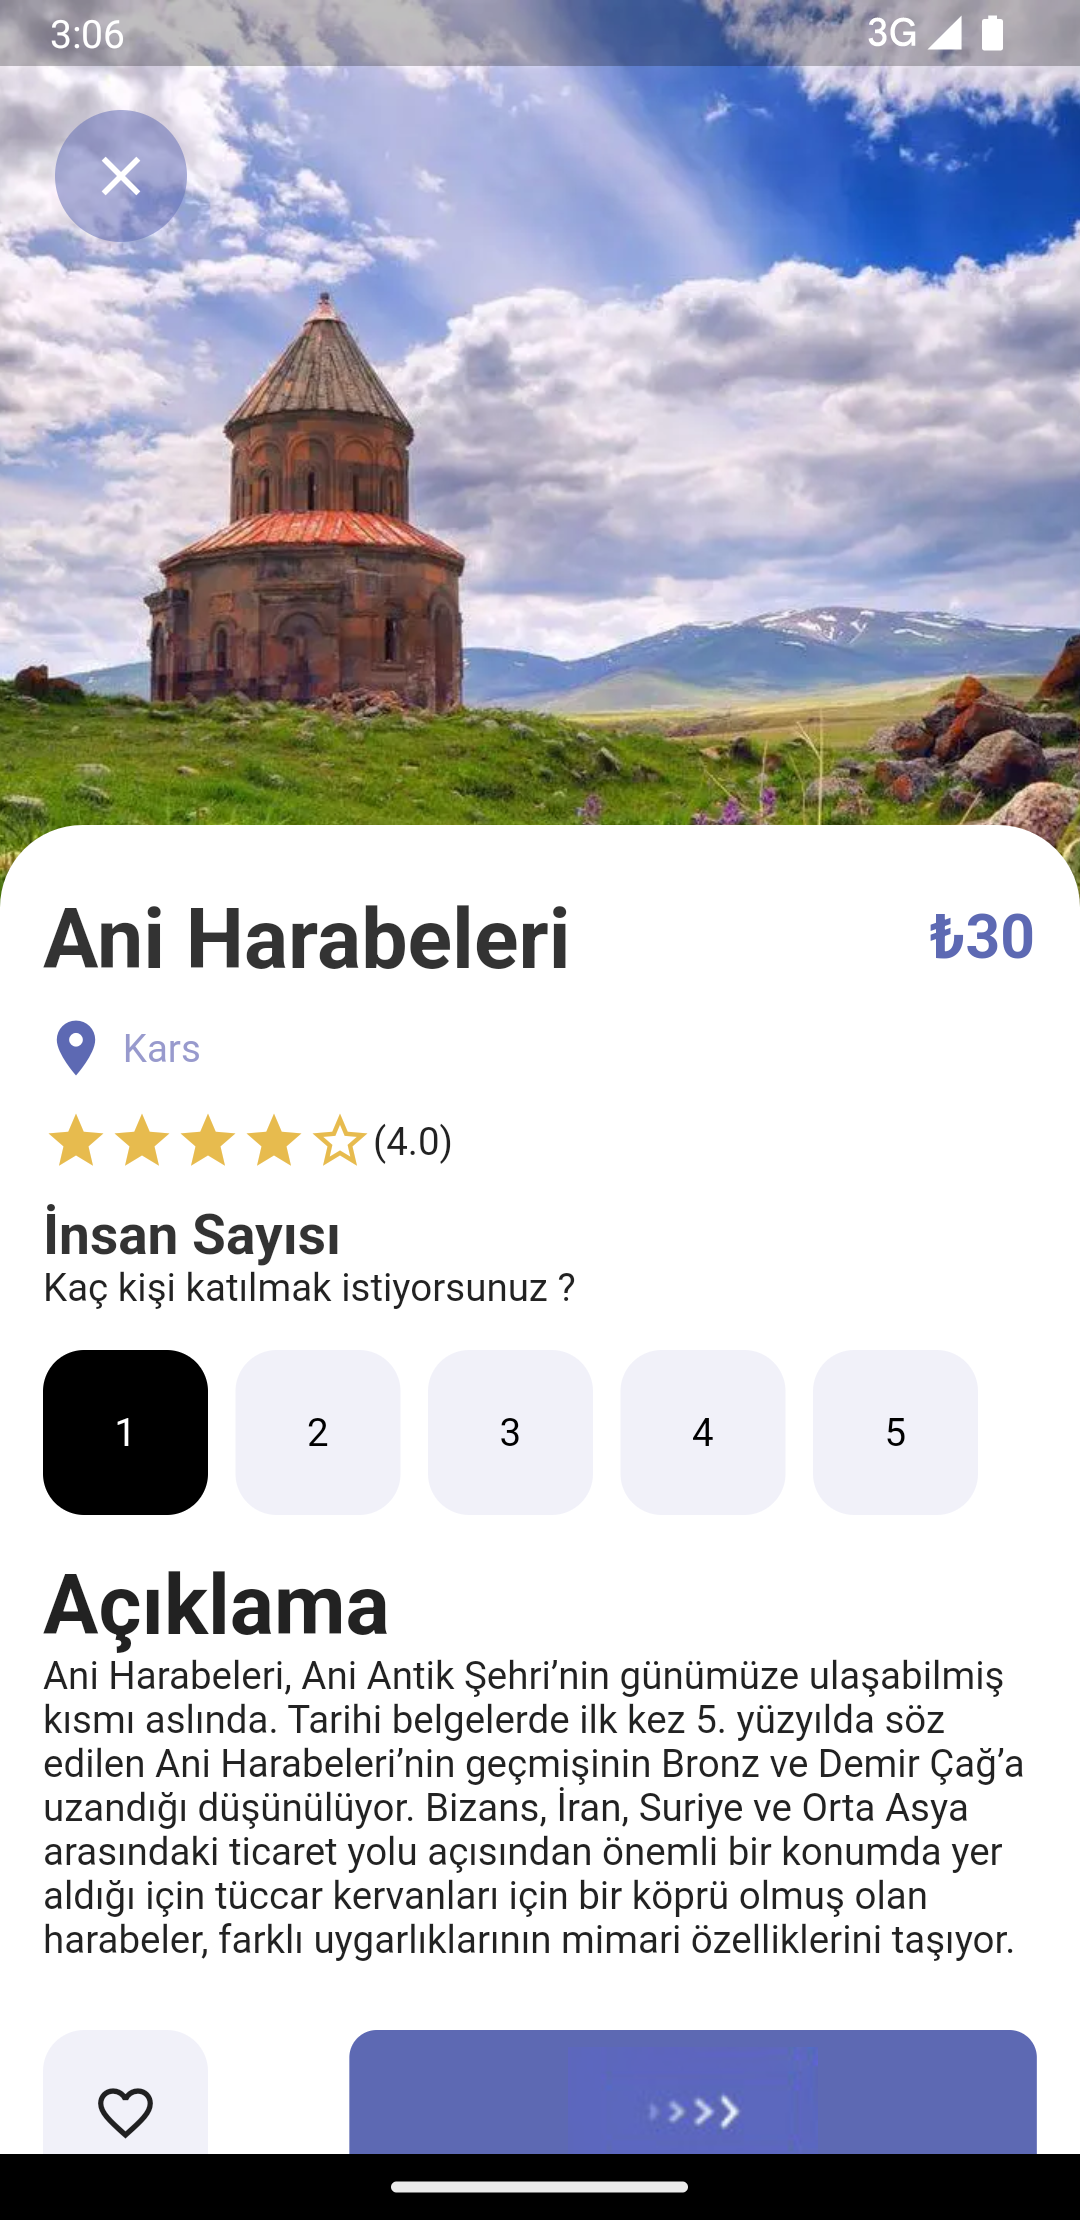 3:06
3G
Ani Harabeleri
₺30
Kars
(4.0)
İnsan Sayısı
Kaç kişi katılmak istiyorsunuz ?
1
2
3
4
5
Açıklama
Ani Harabeleri, Ani Antik Şehri’nin günümüze ulaşabilmiş
kısmı aslında. Tarihi belgelerde ilk kez 5. yüzyılda söz
edilen Ani Harabeleri’nin geçmişinin Bronz ve Demir Çağ’a
uzandığı düşünülüyor. Bizans, İran, Suriye ve Orta Asya
arasındaki ticaret yolu açısından önemli bir konumda yer
aldığı için tüccar kervanları için bir köprü olmuş olan
harabeler, farklı uygarlıklarının mimari özelliklerini taşıyor.